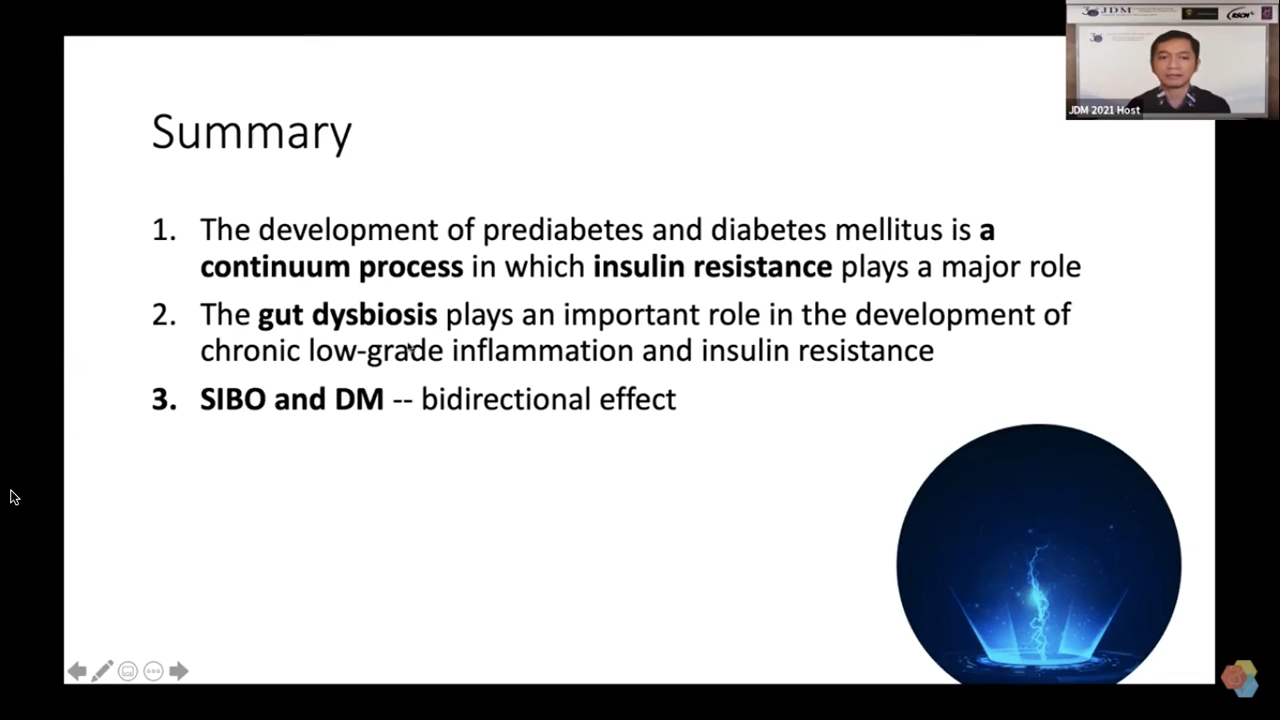 JDM
RSCM
JDM 2021 Host
Summary
1. The development of prediabetes and diabetes mellitus is a
continuum process in which insulin resistance plays a major role
2. The gut dysbiosis plays an important role in the development of
chronic low-grade inflammation and insulin resistance
3. SIBO and DM -- bidirectional effect